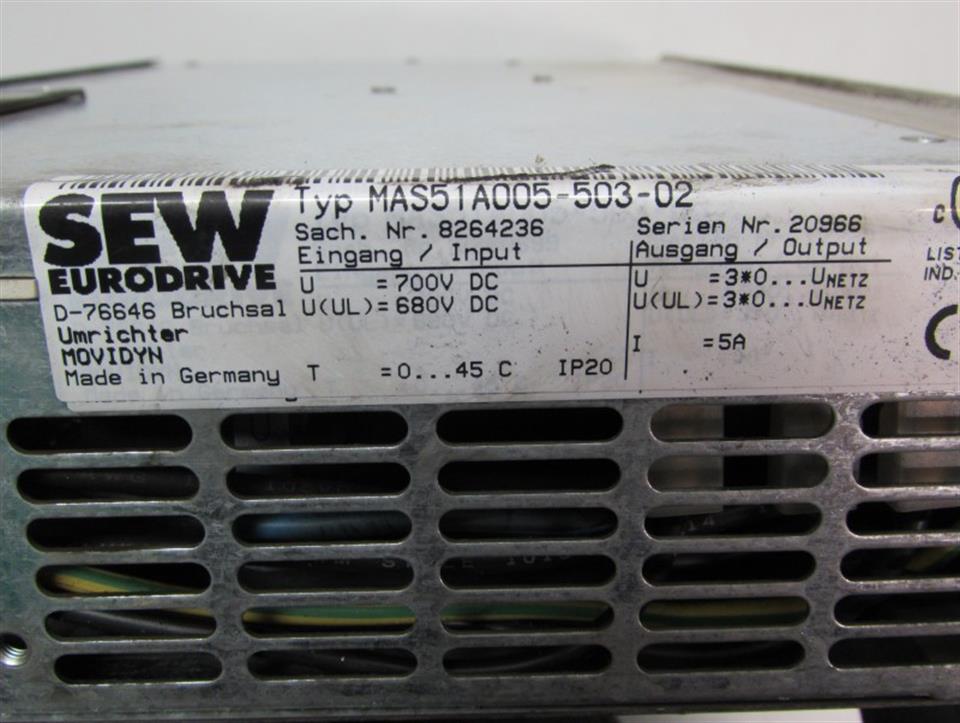 SEW
EURODRIVE
D-76646 Bruchsal
Umrichter
MOVIDYN
Made in Germany
Typ MAS51A005-503-02
Sach. Nr. 8264236
Serien Nr. 20966
Eingang / Input
Ausgang / Output
U = 700V DC
U(UL)= 680V DC
T = 0...45 C IP20
U = 3*0...UNETZ
U(UL)= 3*0...UNETZ
I = 5A
C
LIST
IND.